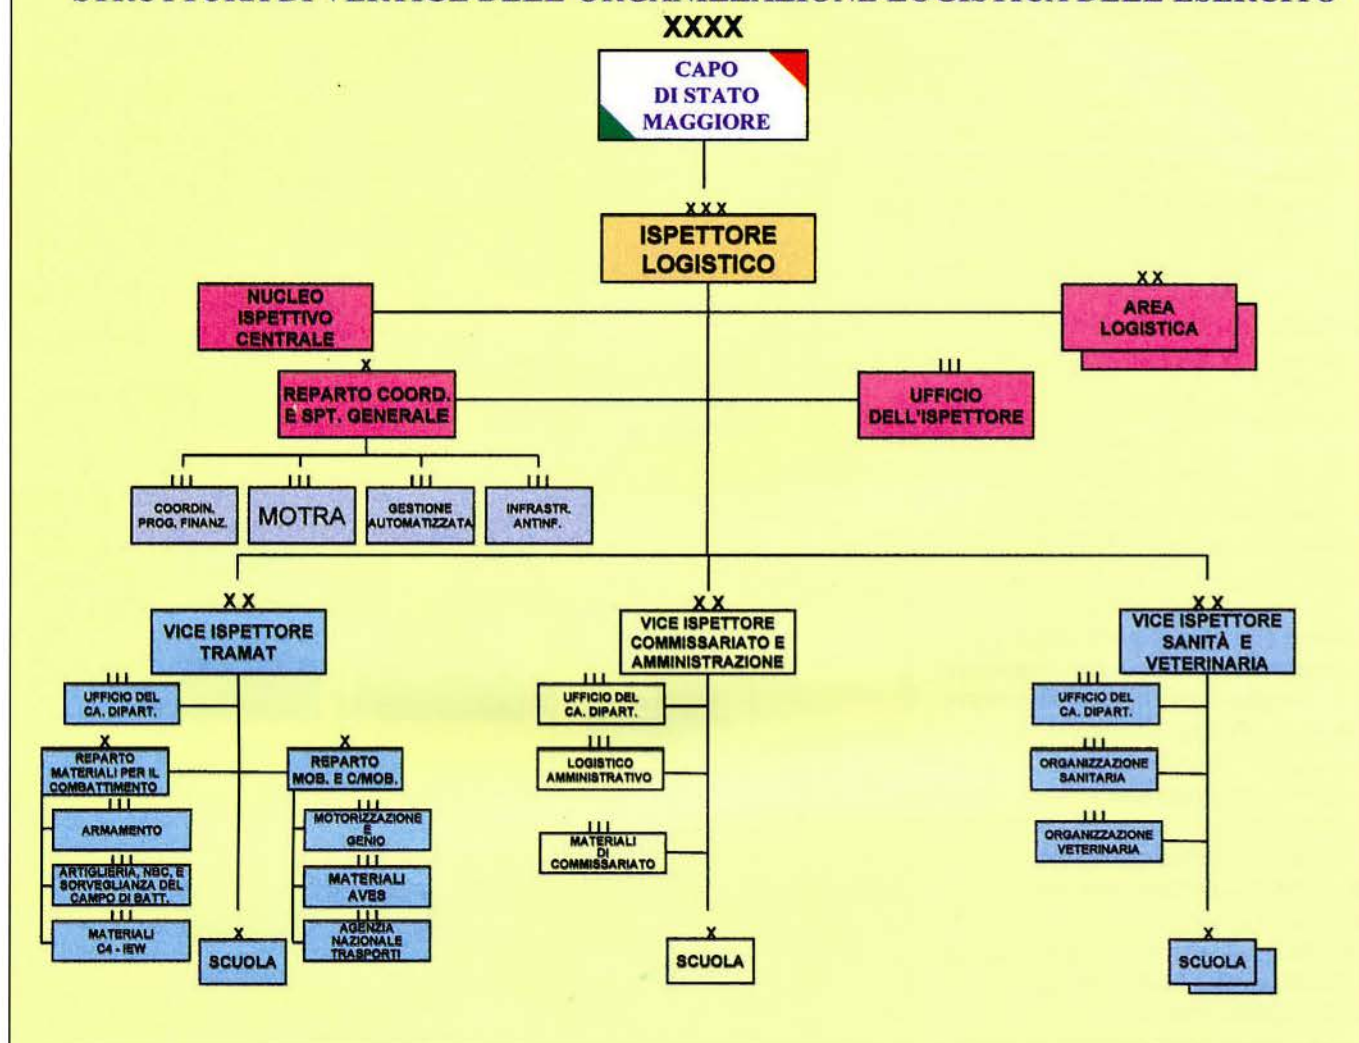 XXXX
CAPO
DI STATO
MAGGIORE
X X X
ISPETTORE
LOGISTICO
NUCLEO
ISPETTIVO
CENTRALE
X X
AREA
LOGISTICA
X
REPARTO COORD.
E SPT. GENERALE
III
UFFICIO
DELL'ISPETTORE
III
COORDIN.
PROG. FINANZ.
III
MOTRA
III
GESTIONE
AUTOMATIZZATA
III
INFRASTR.
ANTINF.
X X
VICE ISPETTORE
TRAMAT
III
UFFICIO DEL
CA. DIPART.
X
REPARTO
MATERIALI PER IL
COMBATTIMENTO
III
ARMAMENTO
III
ARTIGLIERIA, NBC, E
SORVEGLIANZA DEL
CAMPO DI BATT.
III
MATERIALI
C4 - IEW
X
REPARTO
MOB. E C/MOB.
III
MOTORIZZAZIONE
E
GENIO
III
MATERIALI
AVES
III
AGENZIA
NAZIONALE
TRASPORTI
X
SCUOLA
X X
VICE ISPETTORE
COMMISSARIATO E
AMMINISTRAZIONE
III
UFFICIO DEL
CA. DIPART.
III
LOGISTICO
AMMINISTRATIVO
III
MATERIALI
DI
COMMISSARIATO
X
SCUOLA
X X
VICE ISPETTORE
SANITÀ E
VETERINARIA
III
UFFICIO DEL
CA. DIPART.
III
ORGANIZZAZIONE
SANITARIA
III
ORGANIZZAZIONE
VETERINARIA
X
SCUOLA